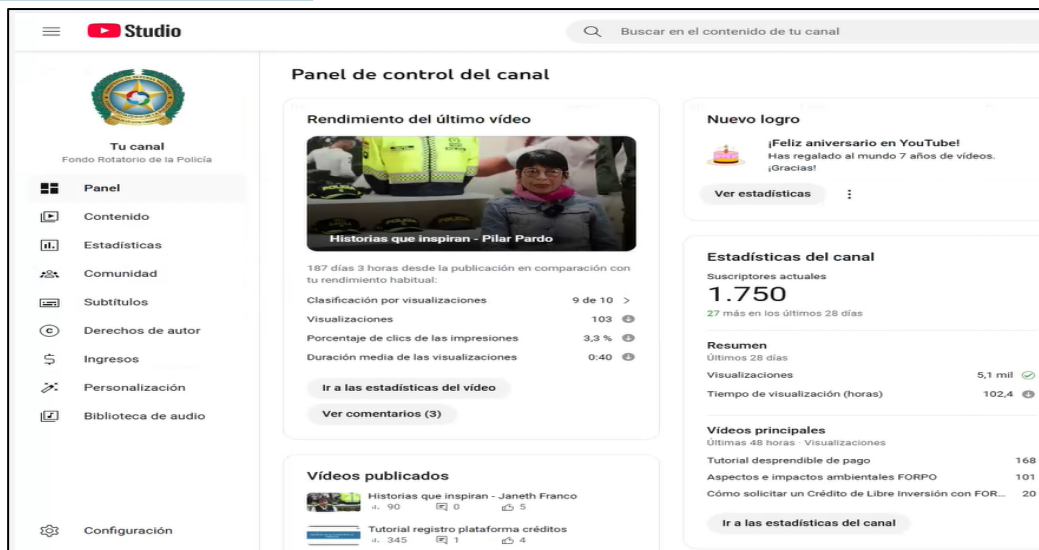 Studio
Buscar en el contenido de tu canal
Tu canal
Fondo Rotatorio de la Policía
Panel
Contenido
Estadísticas
Comunidad
Subtítulos
Derechos de autor
Ingresos
Personalización
Biblioteca de audio
Configuración
Panel de control del canal
Rendimiento del último vídeo
Historias que inspiran - Pilar Pardo
187 días 3 horas desde la publicación en comparación con
tu rendimiento habitual:
Clasificación por visualizaciones 9 de 10
Visualizaciones 103
Porcentaje de clics de las impresiones 3,3 %
Duración media de las visualizaciones 0:40
Ir a las estadísticas del vídeo
Ver comentarios (3)
Vídeos publicados
Historias que inspiran - Janeth Franco
90 0 5
Tutorial registro plataforma créditos
345 1 4
Nuevo logro
¡Feliz aniversario en YouTube!
Has regalado al mundo 7 años de vídeos.
¡Gracias!
Ver estadísticas
Estadísticas del canal
Suscriptores actuales
1.750
27 más en los últimos 28 días
Resumen
Últimos 28 días
Visualizaciones 5,1 mil
Tiempo de visualización (horas) 102,4
Vídeos principales
Últimas 48 horas · Visualizaciones
Tutorial desprendible de pago 168
Aspectos e impactos ambientales FORPO 101
Cómo solicitar un Crédito de Libre Inversión con FOR... 20
Ir a las estadísticas del canal